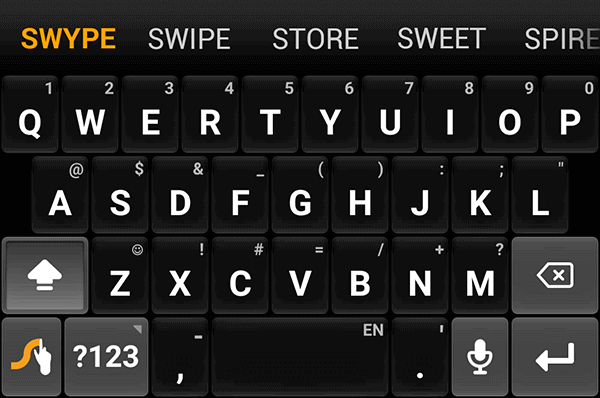 SWYPE SWIPE STORE SWEET SPIRE
1 2 3 4 5 6 7 8 9 0
Q W E R T Y U I O P
@ $ & _ ( ) : ; "
A S D F G H J K L
☺ ! # = / + ?
Z X C V B N M
- EN '
?123 , .